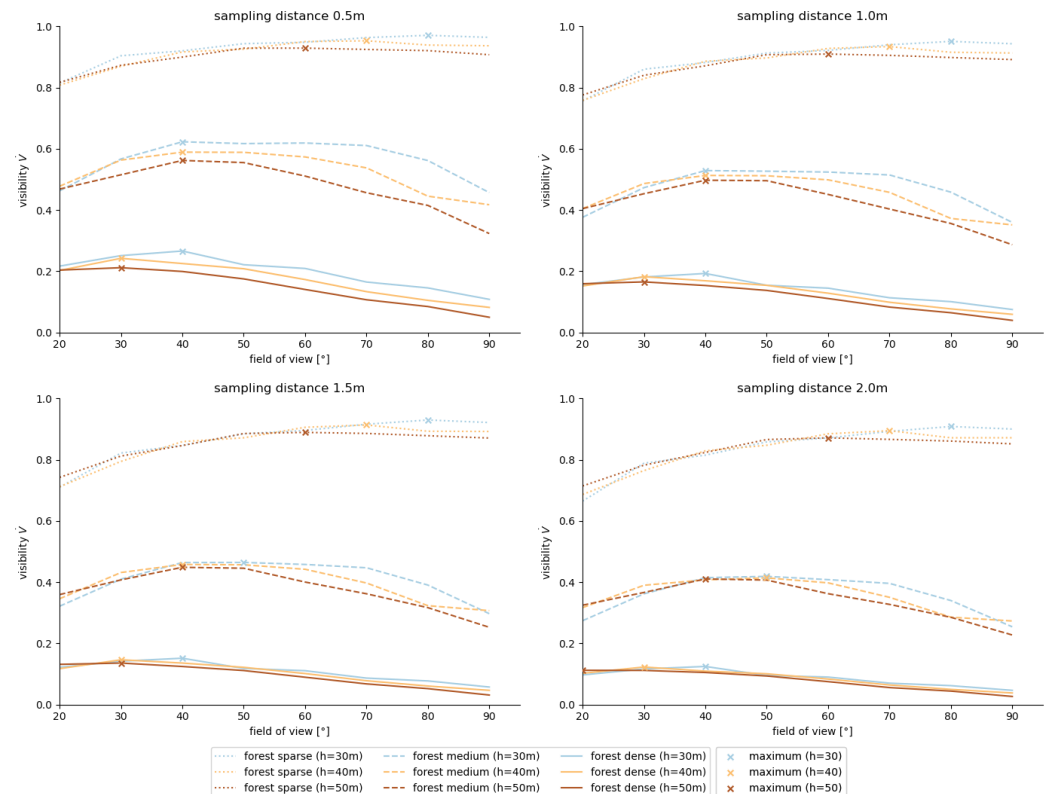 sampling distance 0.5m
1.0
0.8
0.6
0.4
0.2
0.0
visibility V̇
20 30 40 50 60 70 80 90
field of view [°]
sampling distance 1.0m
1.0
0.8
0.6
0.4
0.2
0.0
visibility V̇
20 30 40 50 60 70 80 90
field of view [°]
sampling distance 1.5m
1.0
0.8
0.6
0.4
0.2
0.0
visibility V̇
20 30 40 50 60 70 80 90
field of view [°]
sampling distance 2.0m
1.0
0.8
0.6
0.4
0.2
0.0
visibility V̇
20 30 40 50 60 70 80 90
field of view [°]
forest sparse (h=30m) forest medium (h=30m) forest dense (h=30m) maximum (h=30)
forest sparse (h=40m) forest medium (h=40m) forest dense (h=40m) maximum (h=40)
forest sparse (h=50m) forest medium (h=50m) forest dense (h=50m) maximum (h=50)